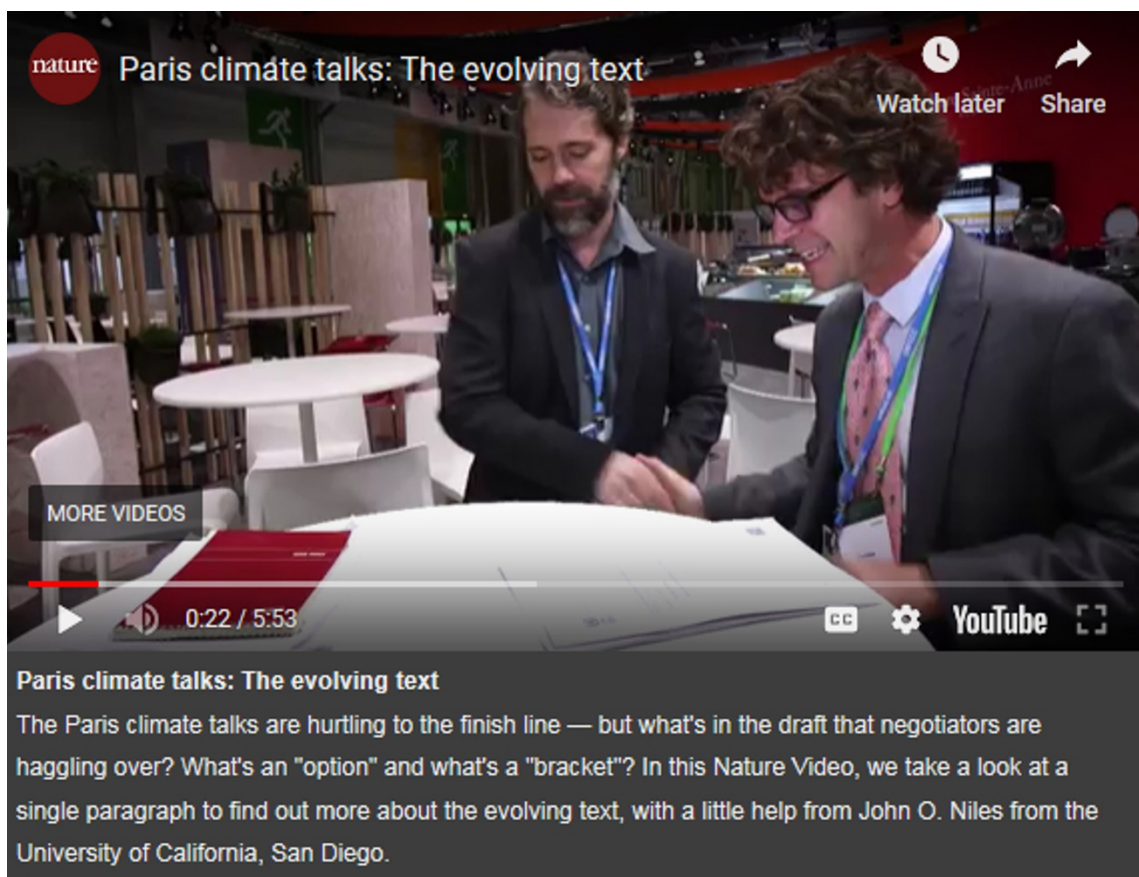 nature
Paris climate talks: The evolving text
Watch later
Share
Sainte-Anne
MORE VIDEOS
0:22 / 5:53
CC
YouTube
Paris climate talks: The evolving text
The Paris climate talks are hurtling to the finish line — but what's in the draft that negotiators are
haggling over? What's an "option" and what's a "bracket"? In this Nature Video, we take a look at a
single paragraph to find out more about the evolving text, with a little help from John O. Niles from the
University of California, San Diego.